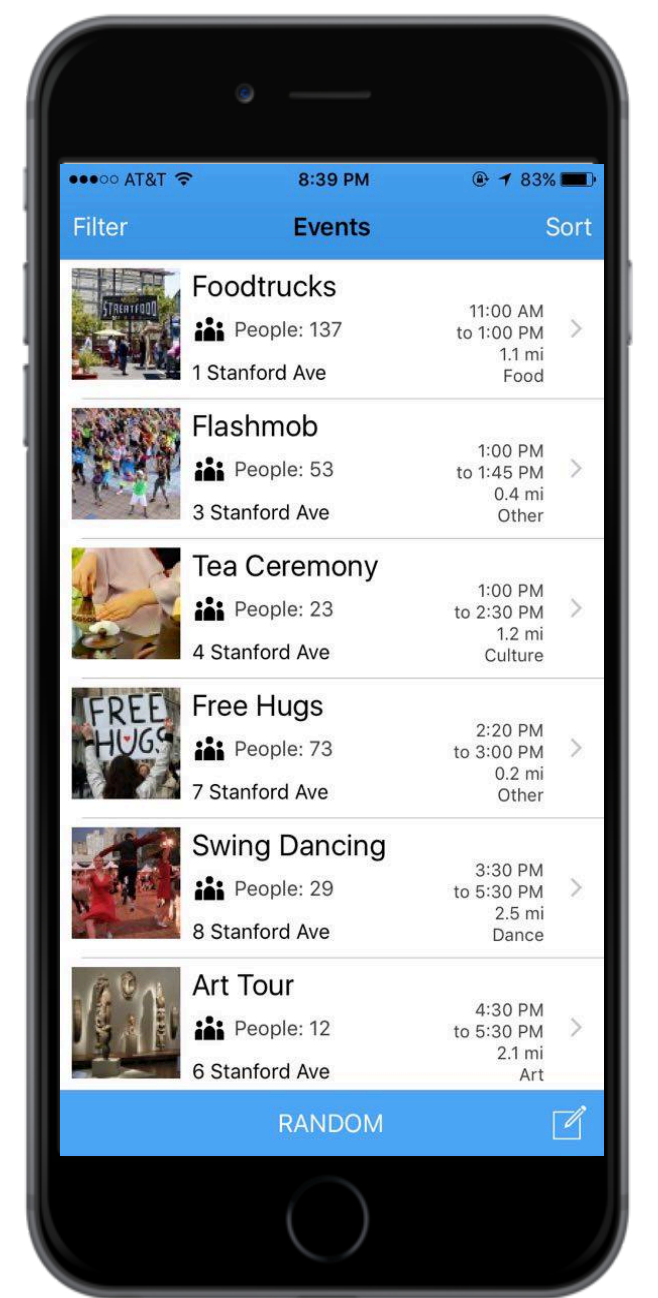 AT&T 8:39 PM 83%
Filter Events Sort
Foodtrucks
STREATFOOD
People: 137
1 Stanford Ave
11:00 AM
to 1:00 PM
1.1 mi
Food
Flashmob
People: 53
3 Stanford Ave
1:00 PM
to 1:45 PM
0.4 mi
Other
Tea Ceremony
People: 23
4 Stanford Ave
1:00 PM
to 2:30 PM
1.2 mi
Culture
FREE
HUGS
Free Hugs
People: 73
7 Stanford Ave
2:20 PM
to 3:00 PM
0.2 mi
Other
Swing Dancing
People: 29
8 Stanford Ave
3:30 PM
to 5:30 PM
2.5 mi
Dance
Art Tour
People: 12
6 Stanford Ave
4:30 PM
to 5:30 PM
2.1 mi
Art
RANDOM